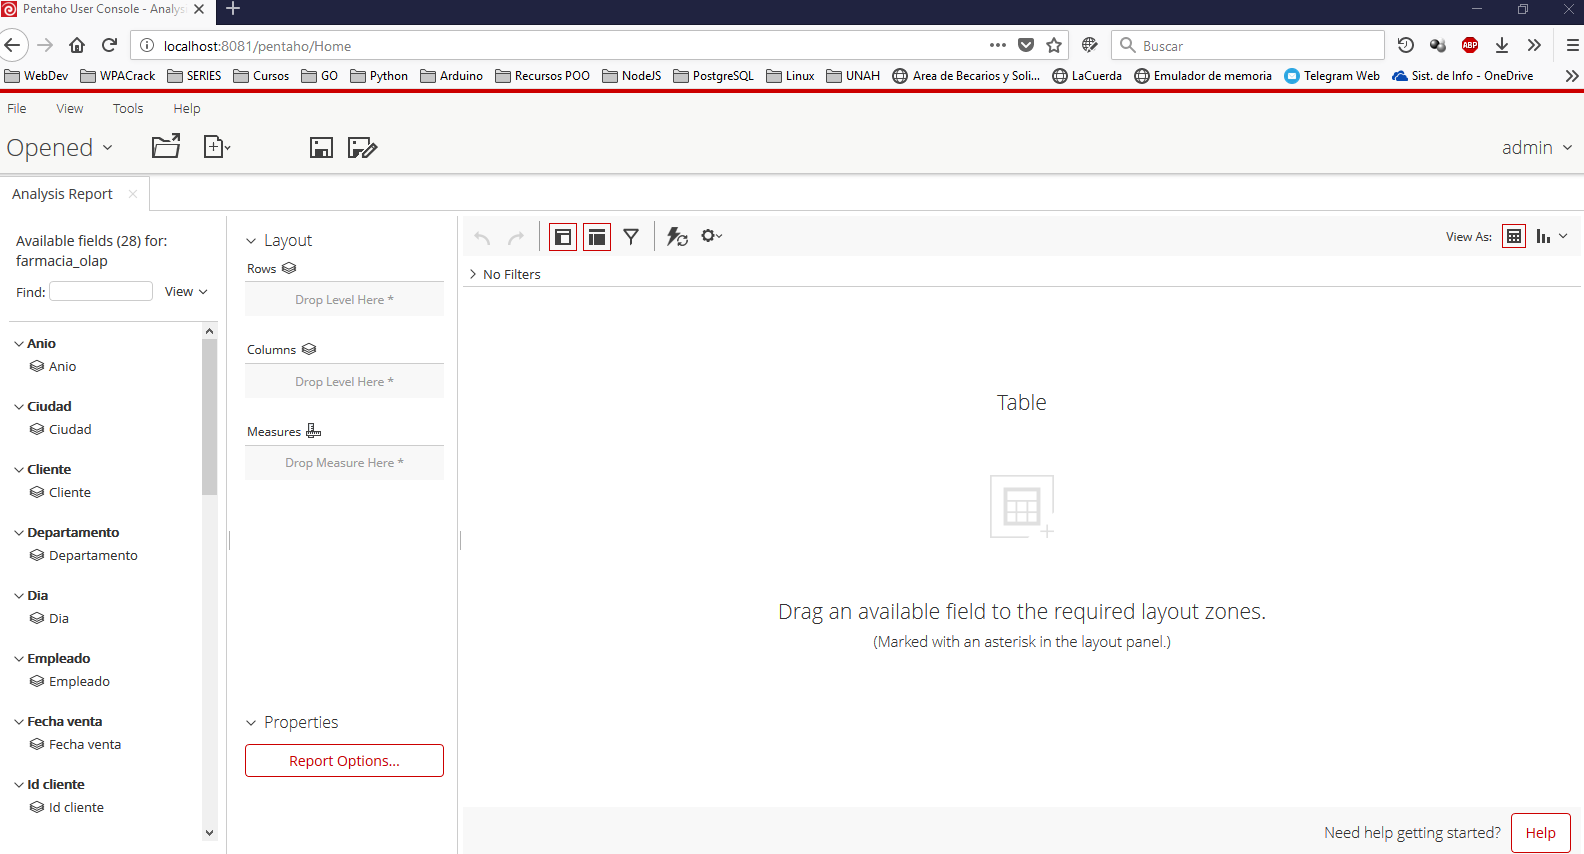 Pentaho User Console - Analys
localhost:8081/pentaho/Home
Buscar
ABP
WebDev
WPACrack
SERIES
Cursos
GO
Python
Arduino
Recursos POO
NodeJS
PostgreSQL
Linux
UNAH
Area de Becarios y Soli...
LaCuerda
Emulador de memoria
Telegram Web
Sist. de Info - OneDrive
File
View
Tools
Help
Opened
admin
Analysis Report
Available fields (28) for:
farmacia_olap
Find:
View
Anio
Anio
Ciudad
Ciudad
Cliente
Cliente
Departamento
Departamento
Dia
Dia
Empleado
Empleado
Fecha venta
Fecha venta
Id cliente
Id cliente
Layout
Rows
Drop Level Here *
Columns
Drop Level Here *
Measures
Drop Measure Here *
Properties
Report Options...
View As:
No Filters
Table
Drag an available field to the required layout zones.
(Marked with an asterisk in the layout panel.)
Need help getting started?
Help